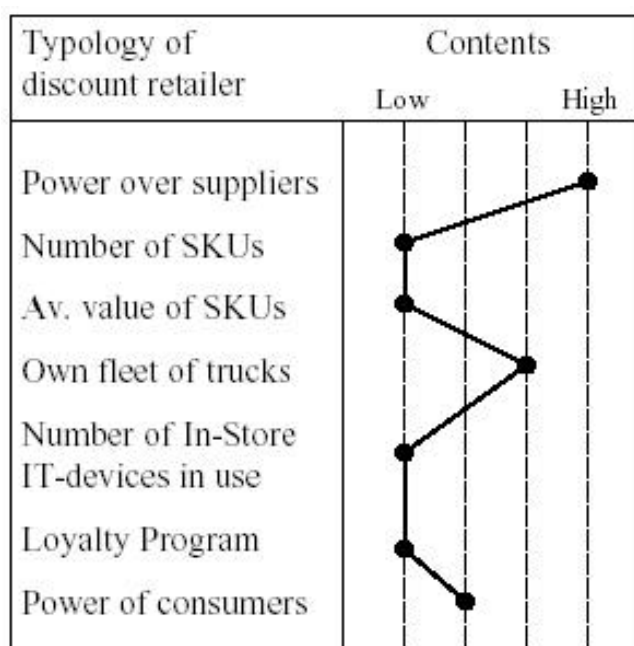 Typology of
discount retailer
Contents
Low High
Power over suppliers
Number of SKUs
Av. value of SKUs
Own fleet of trucks
Number of In-Store
IT-devices in use
Loyalty Program
Power of consumers